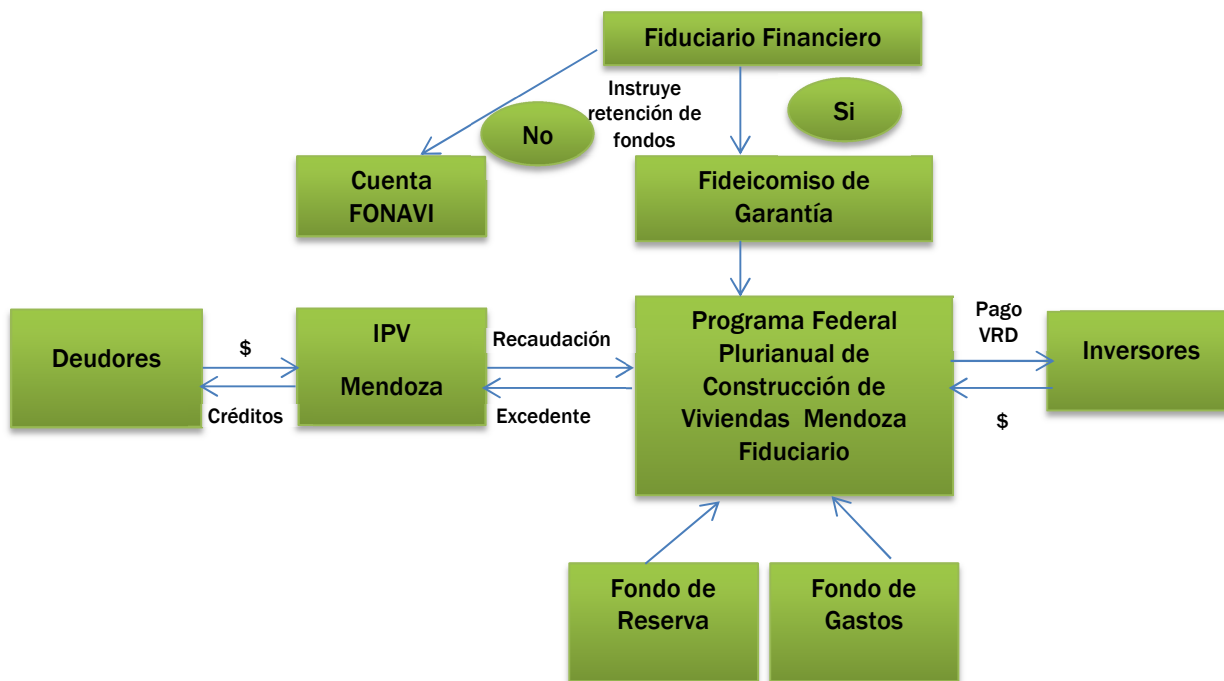 Fiduciario Financiero
Instruye
retención de
fondos
No
Si
Cuenta
FONAVI
Fideicomiso de
Garantía
Deudores
$
Créditos
IPV
Mendoza
Recaudación
Excedente
Programa Federal
Plurianual de
Construcción de
Viviendas Mendoza
Fiduciario
Pago
VRD
$
Inversores
Fondo de
Reserva
Fondo de
Gastos